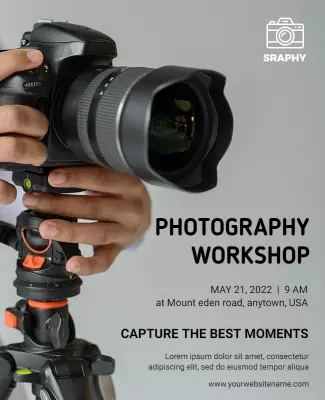 SRAPHY
PHOTOGRAPHY
WORKSHOP
MAY 21, 2022 | 9 AM
at Mount eden road, anytown, USA
CAPTURE THE BEST MOMENTS
Lorem ipsum dolor sit amet, consectetur
adipiscing elit, sed do eiusmod tempor
www.yourwebsitename.com